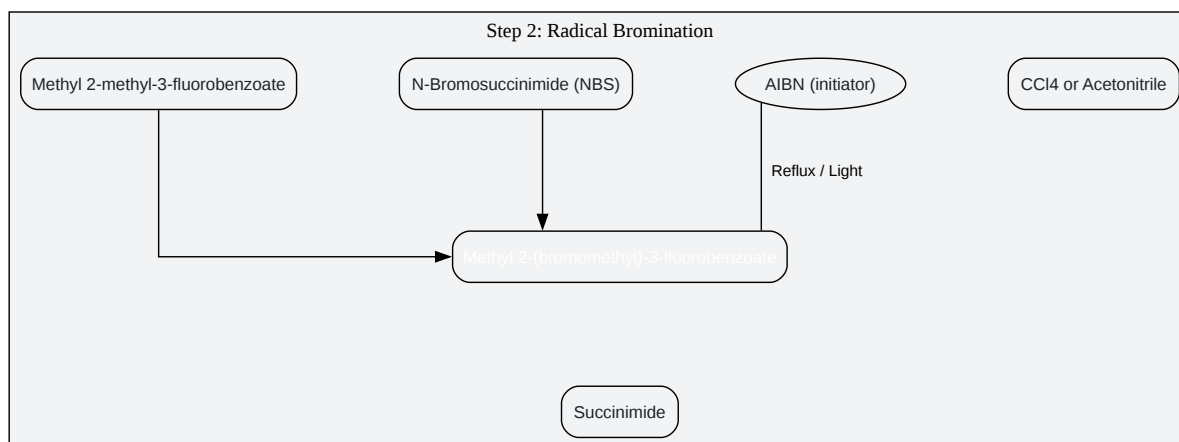 Step 2: Radical Bromination
Methyl 2-methyl-3-fluorobenzoate
N-Bromosuccinimide (NBS)
AIBN (initiator)
CCl4 or Acetonitrile
Reflux / Light
Methyl 2-(bromomethyl)-3-fluorobenzoate
Succinimide